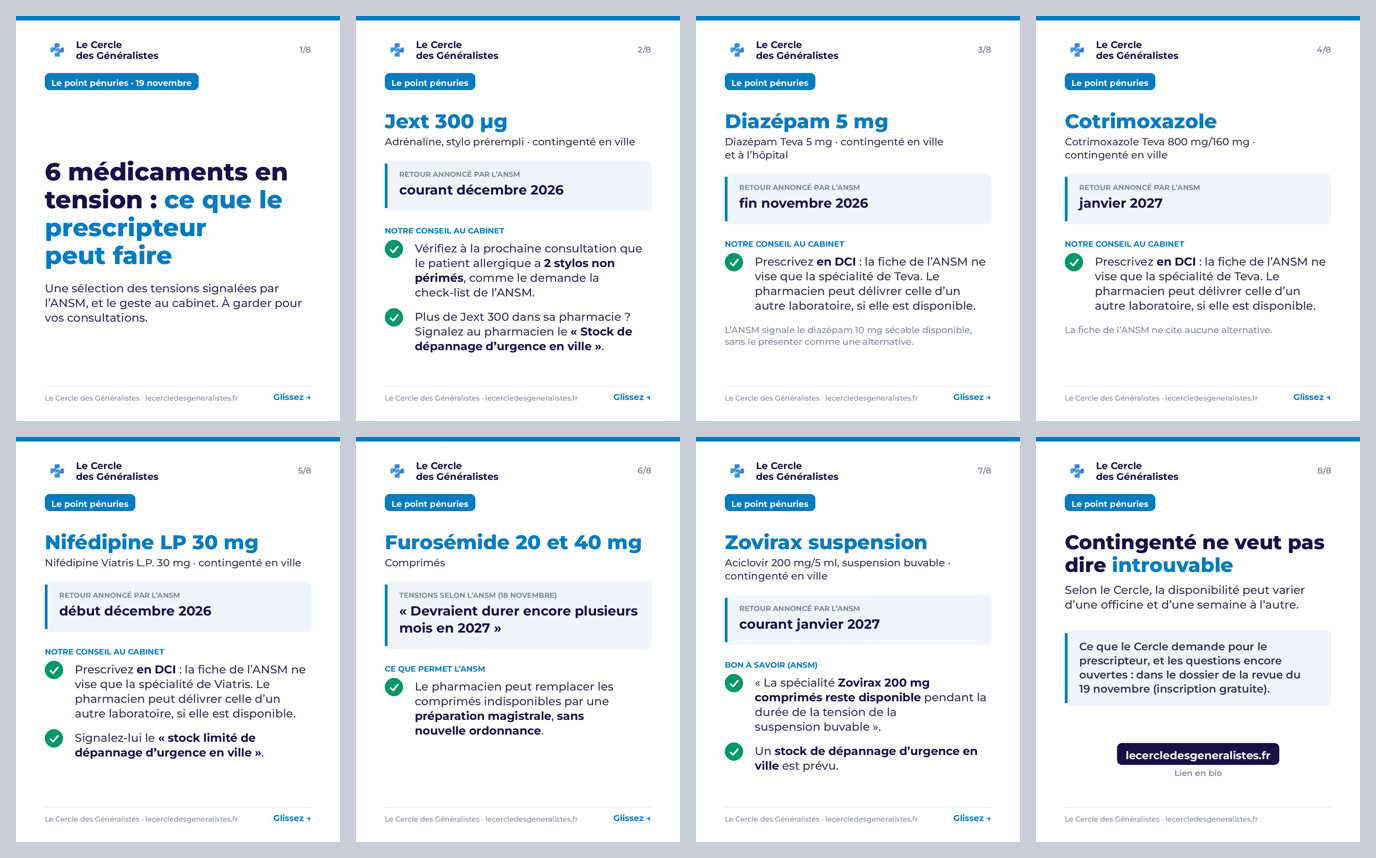 Le Cercle
des Généralistes
1/8
Le point pénuries · 19 novembre
6 médicaments en
tension : ce que le
prescripteur
peut faire
Une sélection des tensions signalées par
l’ANSM, et le geste au cabinet. À garder pour
vos consultations.
Le Cercle des Généralistes · lecercledesgeneralistes.fr
Glissez →
Le Cercle
des Généralistes
2/8
Le point pénuries
Jext 300 µg
Adrénaline, stylo prérempli · contingenté en ville
RETOUR ANNONCÉ PAR L’ANSM
courant décembre 2026
NOTRE CONSEIL AU CABINET
Vérifiez à la prochaine consultation que
le patient allergique a 2 stylos non
périmés, comme le demande la
check-list de l’ANSM.
Plus de Jext 300 dans sa pharmacie ?
Signalez au pharmacien le « Stock de
dépannage d’urgence en ville ».
Le Cercle des Généralistes · lecercledesgeneralistes.fr
Glissez →
Le Cercle
des Généralistes
3/8
Le point pénuries
Diazépam 5 mg
Diazépam Teva 5 mg · contingenté en ville
et à l’hôpital
RETOUR ANNONCÉ PAR L’ANSM
fin novembre 2026
NOTRE CONSEIL AU CABINET
Prescrivez en DCI : la fiche de l’ANSM ne
vise que la spécialité de Teva. Le
pharmacien peut délivrer celle d’un
autre laboratoire, si elle est disponible.
L’ANSM signale le diazépam 10 mg sécable disponible,
sans le présenter comme une alternative.
Le Cercle des Généralistes · lecercledesgeneralistes.fr
Glissez →
Le Cercle
des Généralistes
4/8
Le point pénuries
Cotrimoxazole
Cotrimoxazole Teva 800 mg/160 mg ·
contingenté en ville
RETOUR ANNONCÉ PAR L’ANSM
janvier 2027
NOTRE CONSEIL AU CABINET
Prescrivez en DCI : la fiche de l’ANSM ne
vise que la spécialité de Teva. Le
pharmacien peut délivrer celle d’un
autre laboratoire, si elle est disponible.
La fiche de l’ANSM ne cite aucune alternative.
Le Cercle des Généralistes · lecercledesgeneralistes.fr
Glissez →
Le Cercle
des Généralistes
5/8
Le point pénuries
Nifédipine LP 30 mg
Nifédipine Viatris L.P. 30 mg · contingenté en ville
RETOUR ANNONCÉ PAR L’ANSM
début décembre 2026
NOTRE CONSEIL AU CABINET
Prescrivez en DCI : la fiche de l’ANSM ne
vise que la spécialité de Viatris. Le
pharmacien peut délivrer celle d’un
autre laboratoire, si elle est disponible.
Signalez-lui le « stock limité de
dépannage d’urgence en ville ».
Le Cercle des Généralistes · lecercledesgeneralistes.fr
Glissez →
Le Cercle
des Généralistes
6/8
Le point pénuries
Furosémide 20 et 40 mg
Comprimés
TENSIONS SELON L’ANSM (18 NOVEMBRE)
« Devraient durer encore plusieurs
mois en 2027 »
CE QUE PERMET L’ANSM
Le pharmacien peut remplacer les
comprimés indisponibles par une
préparation magistrale, sans
nouvelle ordonnance.
Le Cercle des Généralistes · lecercledesgeneralistes.fr
Glissez →
Le Cercle
des Généralistes
7/8
Le point pénuries
Zovirax suspension
Aciclovir 200 mg/5 ml, suspension buvable ·
contingenté en ville
RETOUR ANNONCÉ PAR L’ANSM
courant janvier 2027
BON À SAVOIR (ANSM)
« La spécialité Zovirax 200 mg
comprimés reste disponible pendant la
durée de la tension de la
suspension buvable ».
Un stock de dépannage d’urgence en
ville est prévu.
Le Cercle des Généralistes · lecercledesgeneralistes.fr
Glissez →
Le Cercle
des Généralistes
8/8
Le point pénuries
Contingenté ne veut pas
dire introuvable
Selon le Cercle, la disponibilité peut varier
d’une officine et d’une semaine à l’autre.
Ce que le Cercle demande pour le
prescripteur, et les questions encore
ouvertes : dans le dossier de la revue du
19 novembre (inscription gratuite).
lecercledesgeneralistes.fr
Lien en bio
Le Cercle des Généralistes · lecercledesgeneralistes.fr